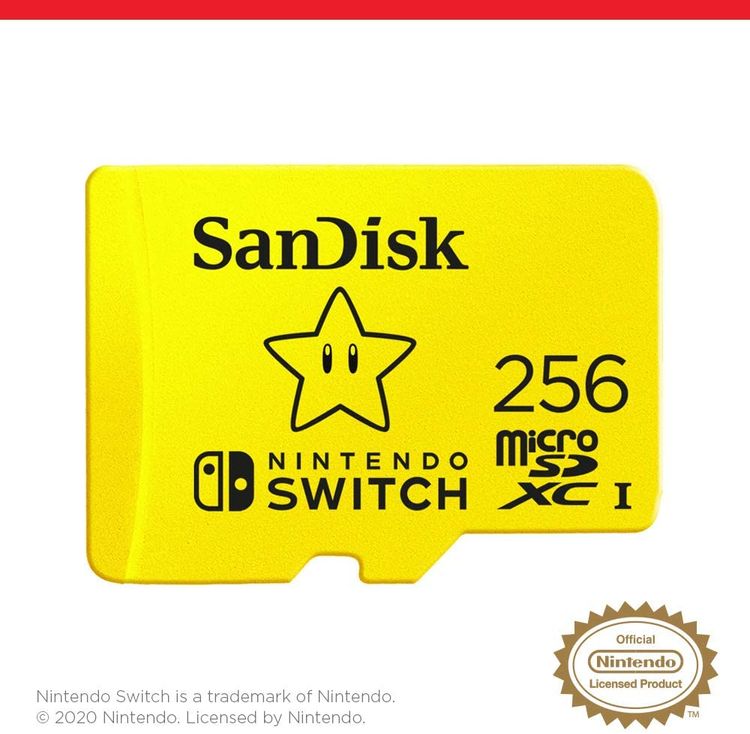 SanDisk
256
NINTENDO
SWITCH
micro
SD
XC I
Official
Nintendo
Licensed Product
TM
Nintendo Switch is a trademark of Nintendo.
© 2020 Nintendo. Licensed by Nintendo.